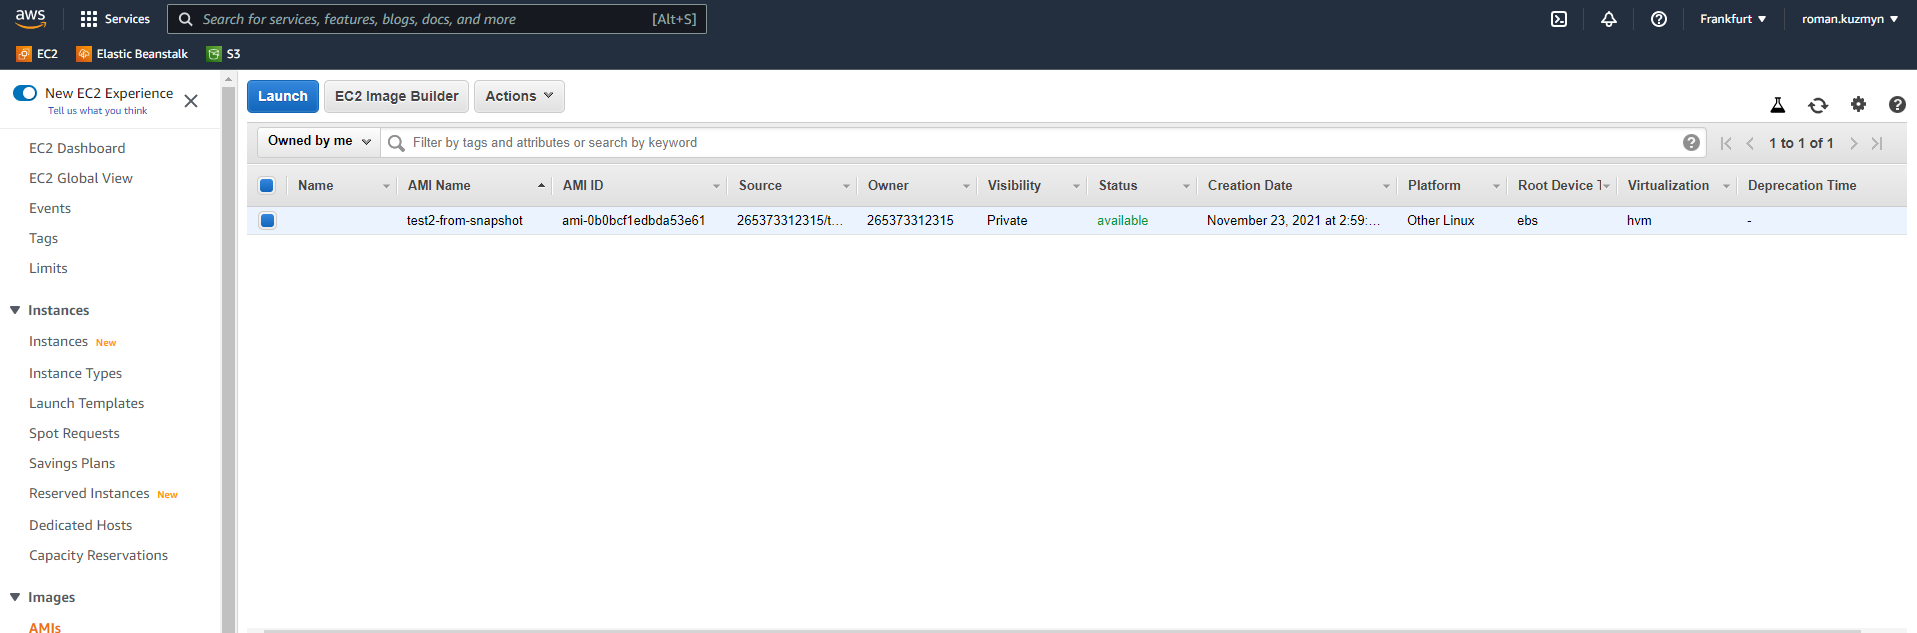 aws Services Search for services, features, blogs, docs, and more [Alt+S] Frankfurt roman.kuzmyn
EC2 Elastic Beanstalk S3
New EC2 Experience
Tell us what you think
EC2 Dashboard
EC2 Global View
Events
Tags
Limits
Instances
Instances New
Instance Types
Launch Templates
Spot Requests
Savings Plans
Reserved Instances New
Dedicated Hosts
Capacity Reservations
Images
AMIs
Launch EC2 Image Builder Actions
Owned by me Filter by tags and attributes or search by keyword 1 to 1 of 1
Name AMI Name AMI ID Source Owner Visibility Status Creation Date Platform Root Device T Virtualization Deprecation Time
test2-from-snapshot ami-0b0bcf1edbda53e61 265373312315/t... 265373312315 Private available November 23, 2021 at 2:59:... Other Linux ebs hvm -